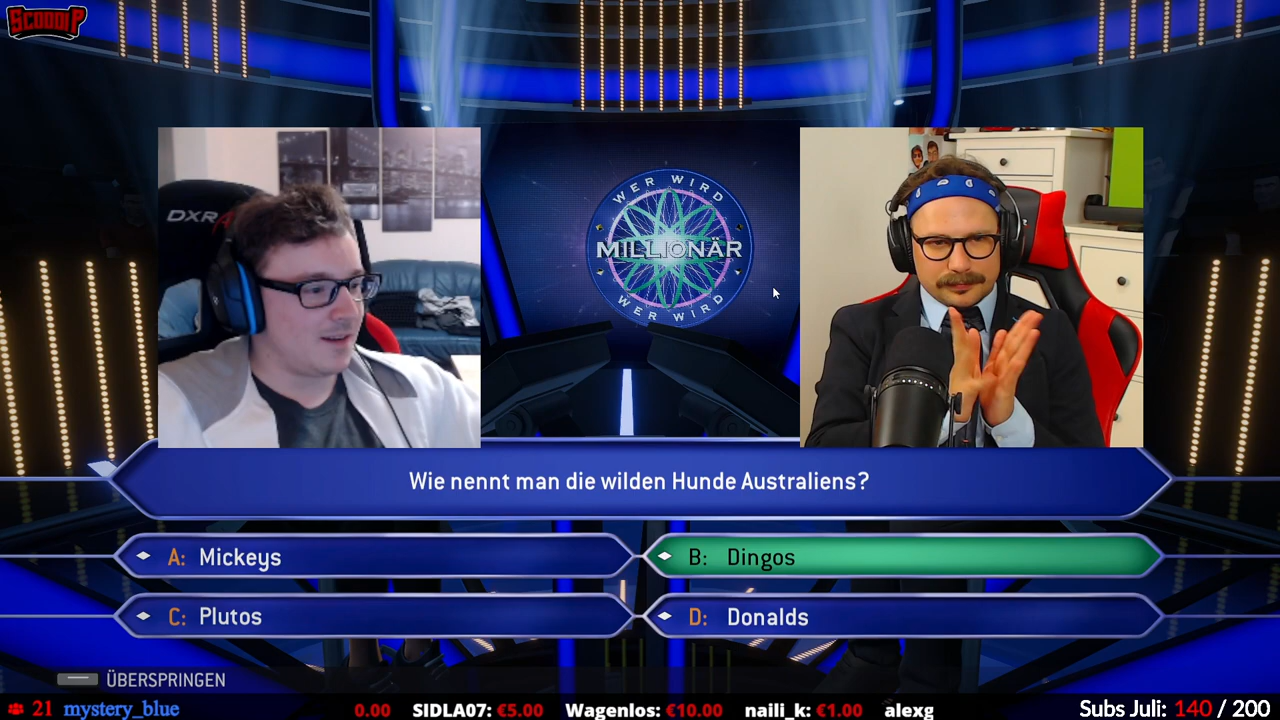 SCOOOIP
DXR
WER WIRD
MILLIONÄR
WER WIRD
Wie nennt man die wilden Hunde Australiens?
A: Mickeys
B: Dingos
C: Plutos
D: Donalds
ÜBERSPRINGEN
21 mystery_blue
0.00 SIDLA07: €5.00 Wagenlos: €10.00 naili_k: €1.00 alexg
Subs Juli: 140 / 200